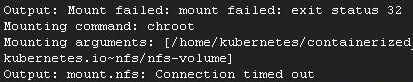 Output: Mount failed: mount failed: exit status 32
Mounting command: chroot
Mounting arguments: [/home/kubernetes/containerized_
kubernetes.io~nfs/nfs-volume]
Output: mount.nfs: Connection timed out